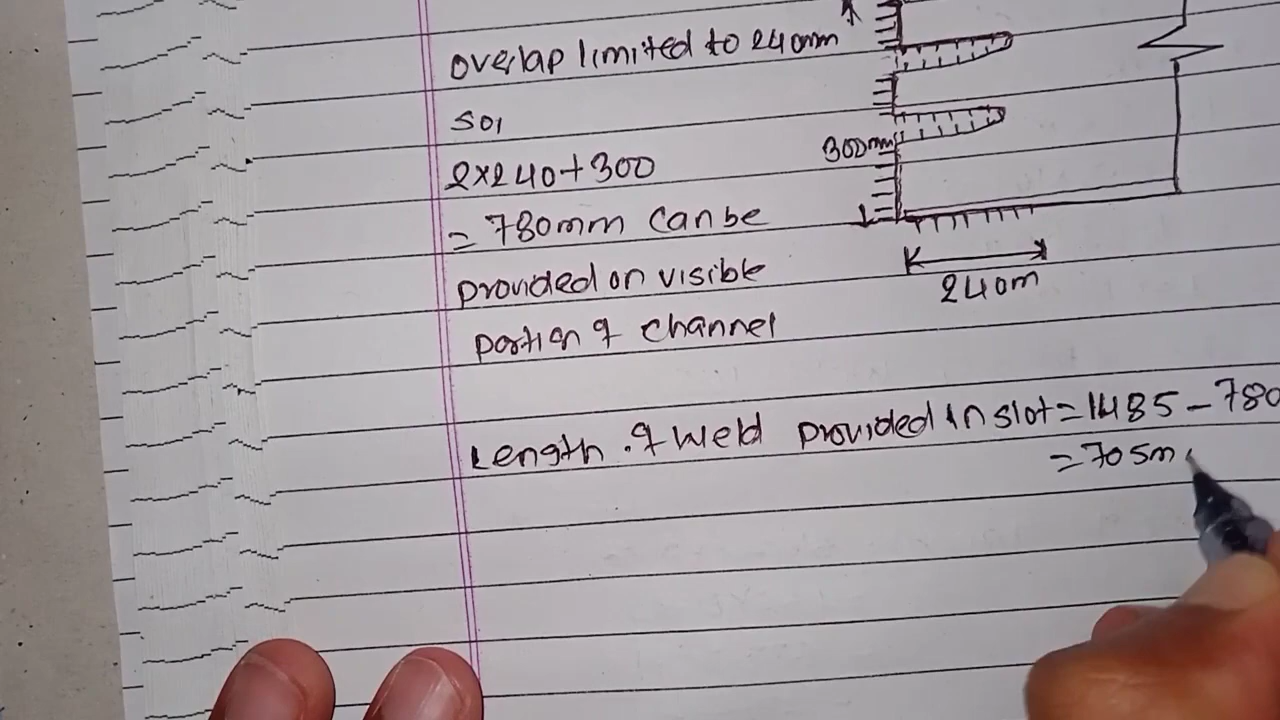 overlap limited to 240mm
so,
2×240+300
300mm
= 780mm can be
provided on visible
240m
portion of channel
Length of weld provided in slot = 1485 - 780
= 705m